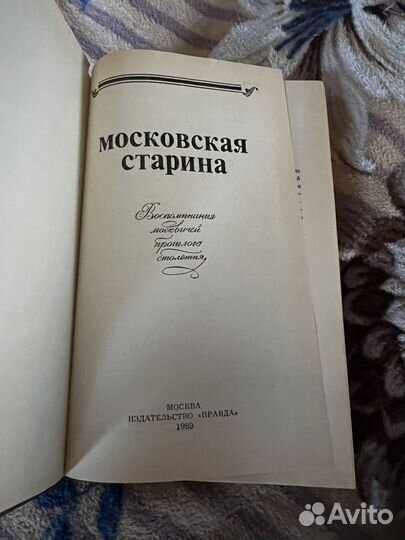 МОСКОВСКАЯ
СТАРИНА
Воспоминания
москвичей
прошлого
столетия
МОСКВА
ИЗДАТЕЛЬСТВО «ПРАВДА»
1989
Avito